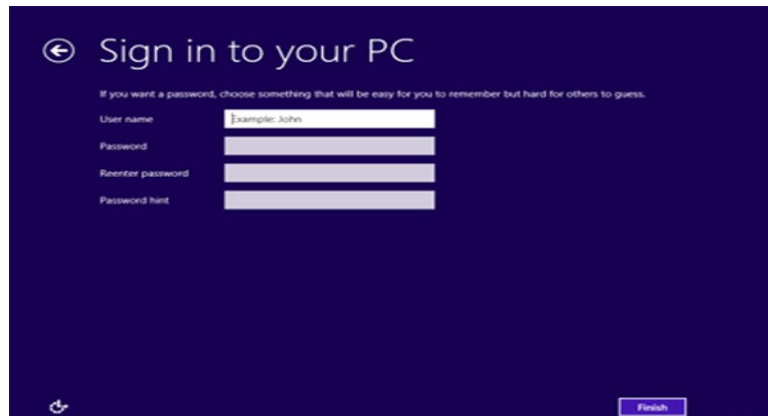 Sign in to your PC
If you want a password, choose something that will be easy for you to remember but hard for others to guess.
User name
Example: John
Password
Reenter password
Password hint
Finish